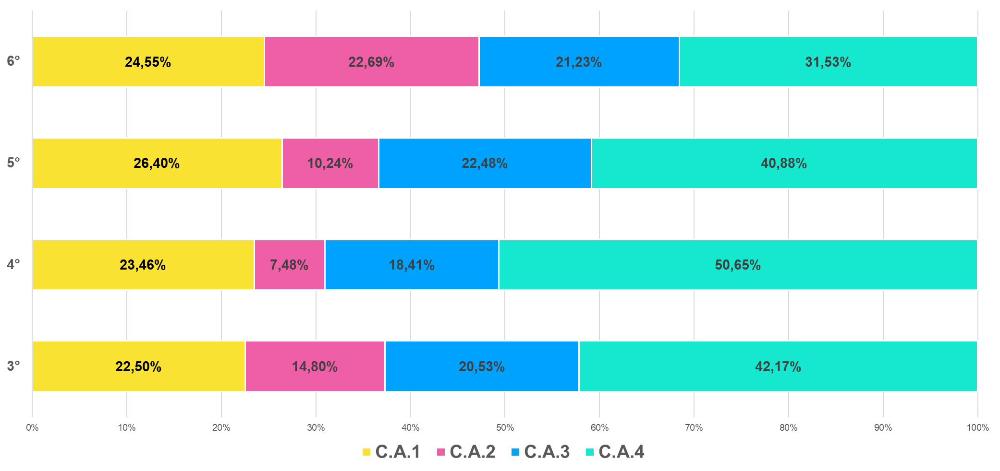 6° 24,55% 22,69% 21,23% 31,53%
5° 26,40% 10,24% 22,48% 40,88%
4° 23,46% 7,48% 18,41% 50,65%
3° 22,50% 14,80% 20,53% 42,17%
0% 10% 20% 30% 40% 50% 60% 70% 80% 90% 100%
C.A.1 C.A.2 C.A.3 C.A.4